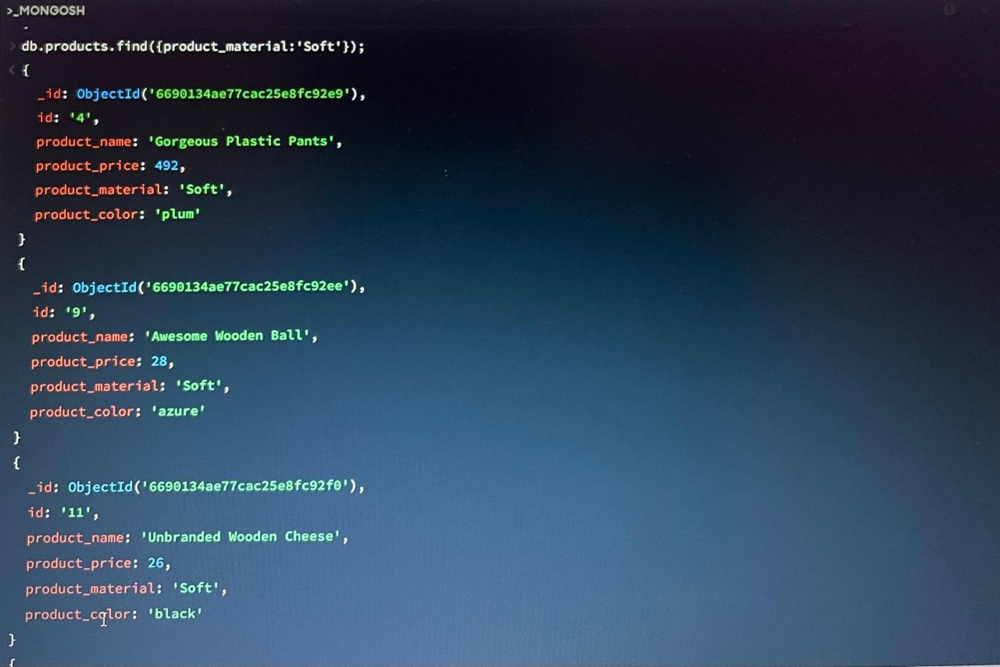 >_MONGOSH
> db.products.find({product_material:'Soft'});
< {
_id: ObjectId('6690134ae77cac25e8fc92e9'),
id: '4',
product_name: 'Gorgeous Plastic Pants',
product_price: 492,
product_material: 'Soft',
product_color: 'plum'
}
{
_id: ObjectId('6690134ae77cac25e8fc92ee'),
id: '9',
product_name: 'Awesome Wooden Ball',
product_price: 28,
product_material: 'Soft',
product_color: 'azure'
}
{
_id: ObjectId('6690134ae77cac25e8fc92f0'),
id: '11',
product_name: 'Unbranded Wooden Cheese',
product_price: 26,
product_material: 'Soft',
product_color: 'black'
}
{